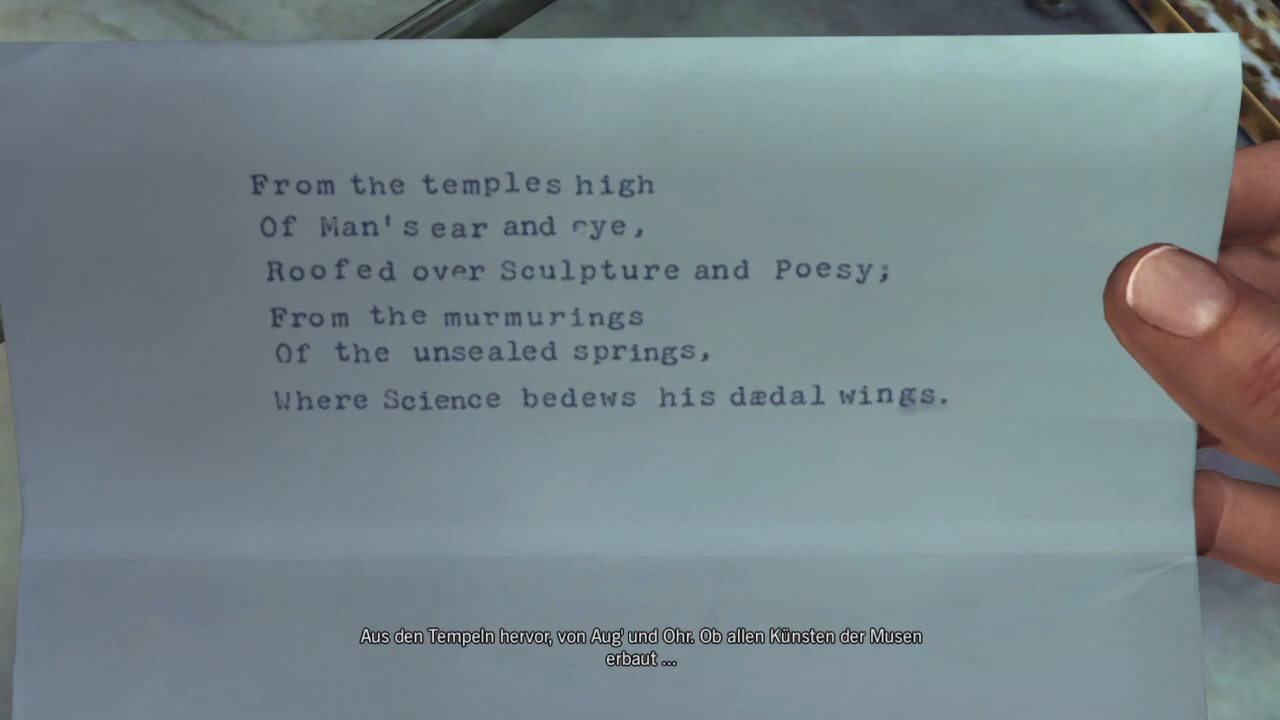 From the temples high
Of Man's ear and eye,
Roofed over Sculpture and Poesy;
From the murmurings
Of the unsealed springs,
Where Science bedews his dædal wings.
Aus den Tempeln hervor, von Aug' und Ohr. Ob allen Künsten der Musen
erbaut ...